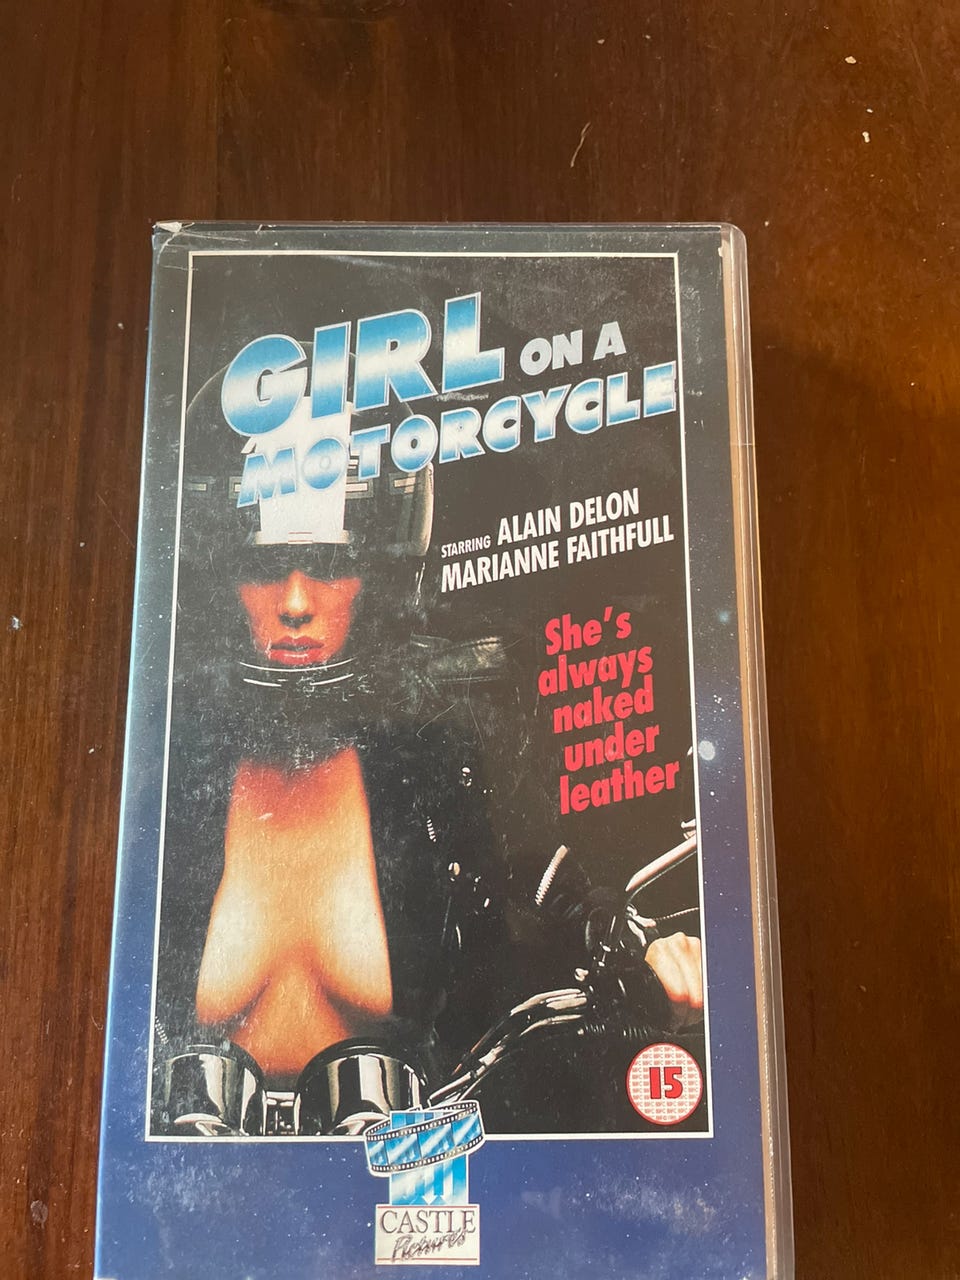 GIRL ON A
MOTORCYCLE
STARRING ALAIN DELON
MARIANNE FAITHFULL
She's
always
naked
under
leather
15
CASTLE
Pictures